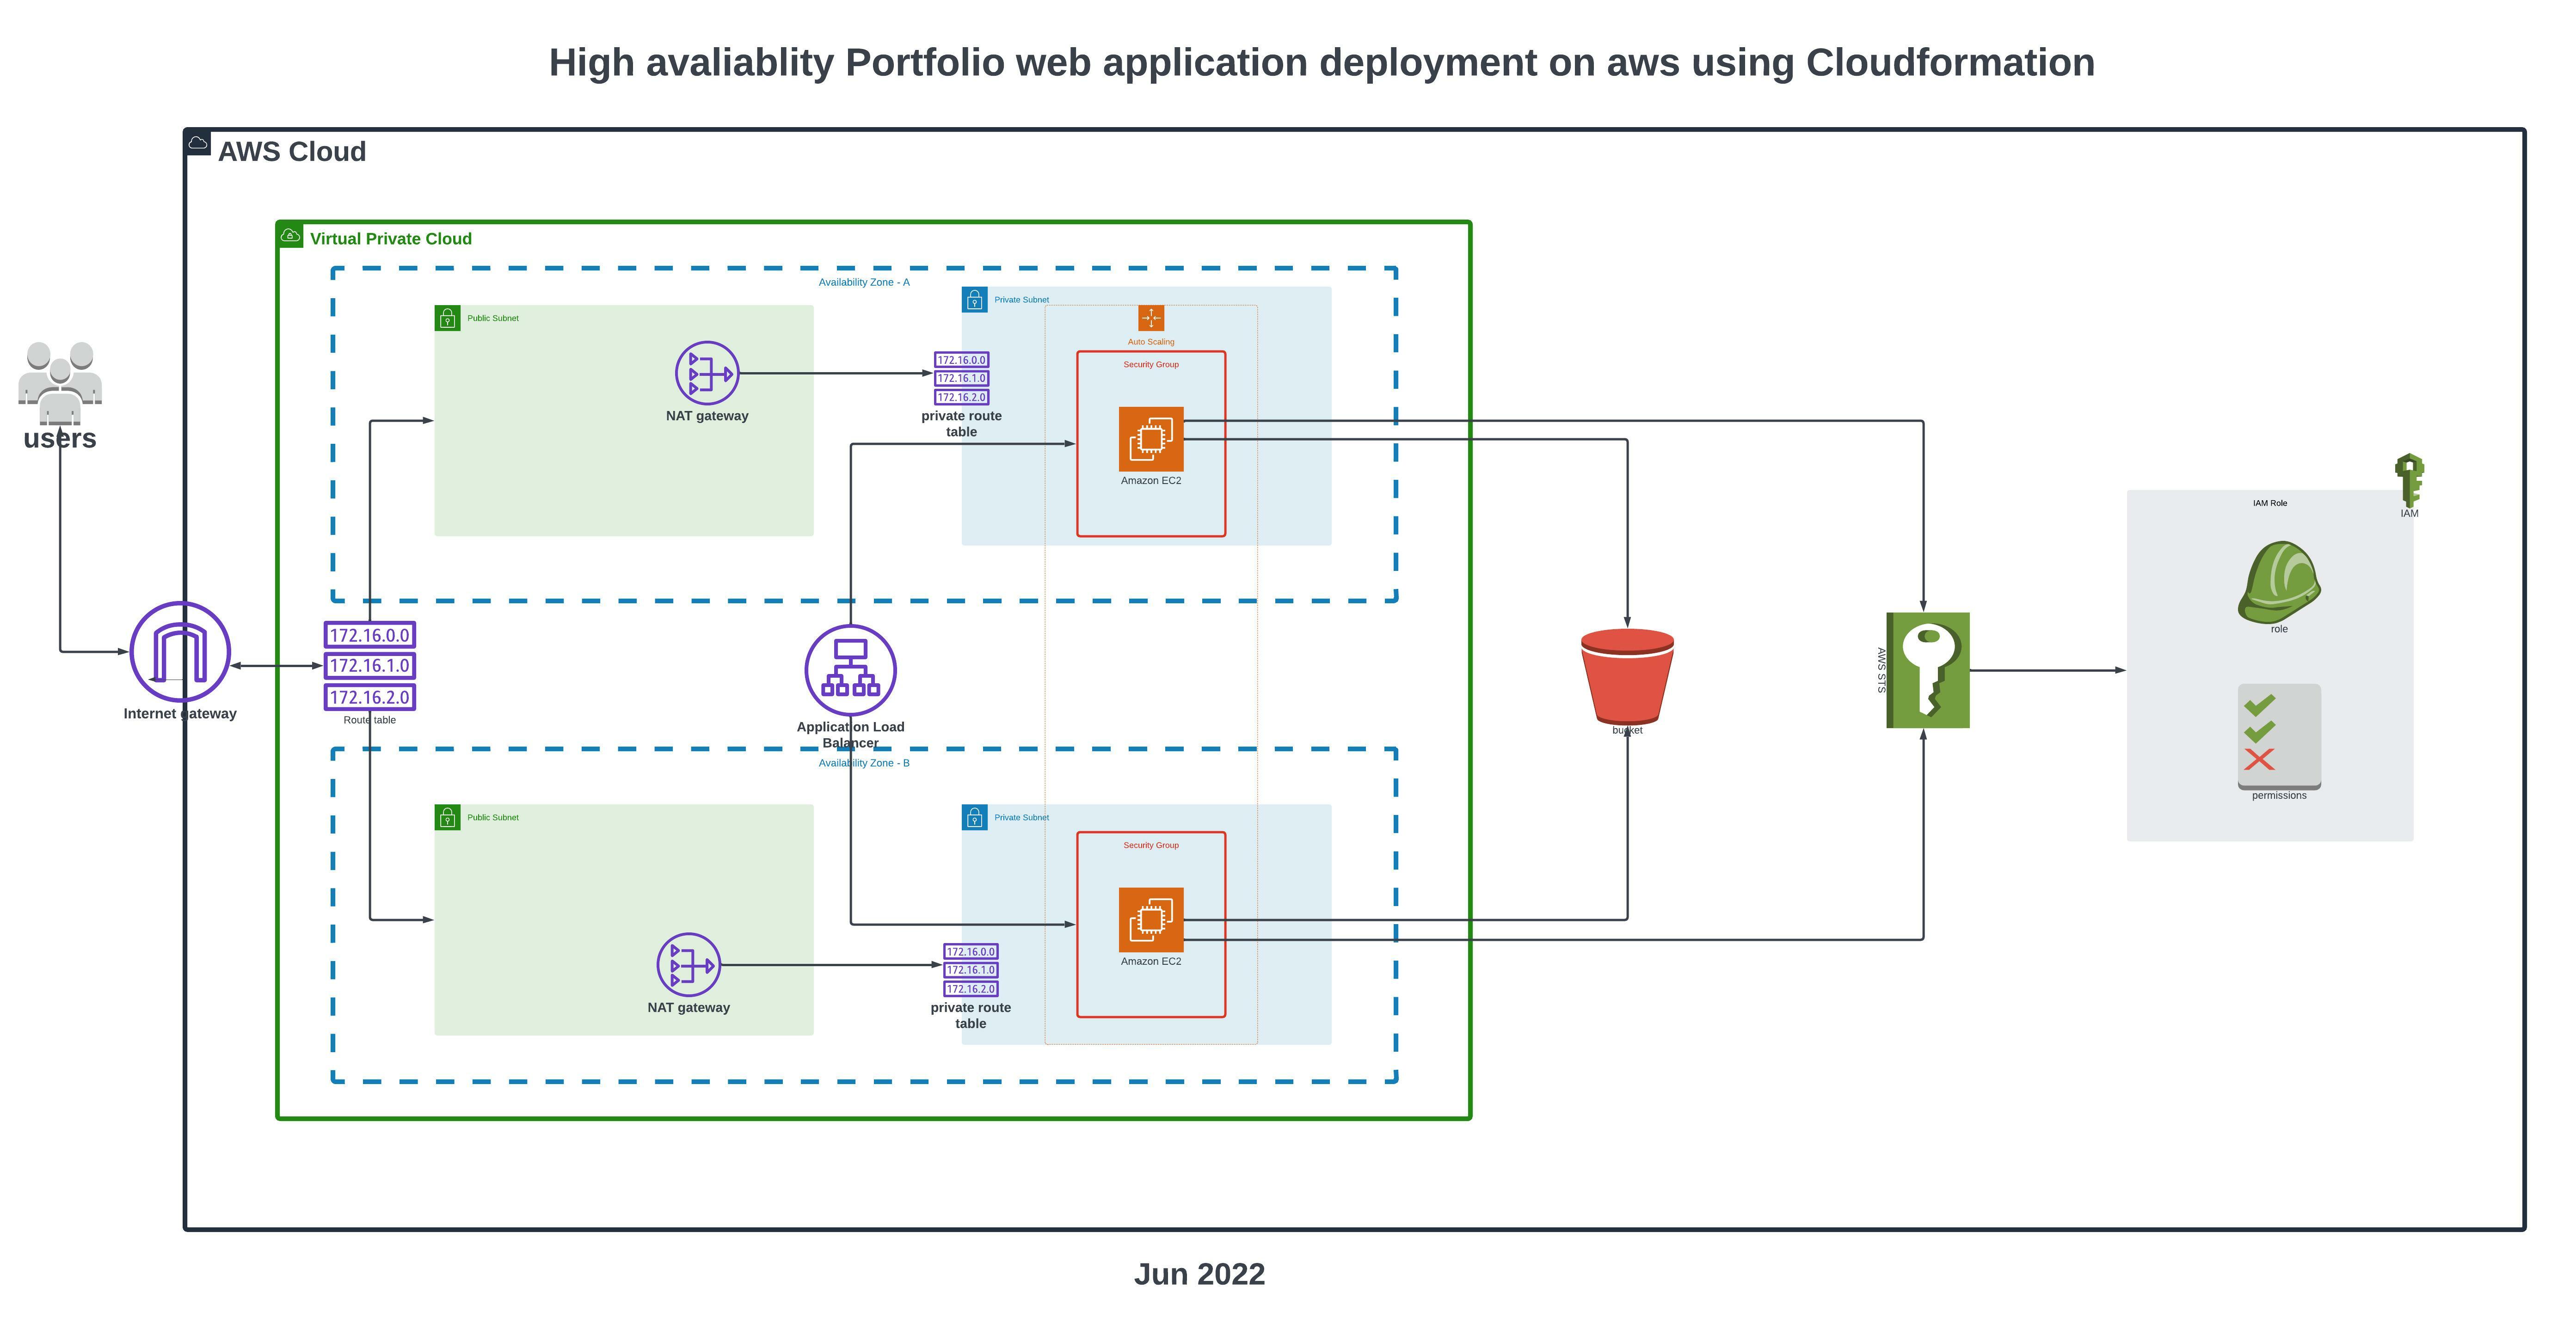 High avaliablity Portfolio web application deployment on aws using Cloudformation
AWS Cloud
Virtual Private Cloud
Availability Zone - A
Public Subnet
NAT gateway
Private Subnet
172.16.0.0
172.16.1.0
172.16.2.0
private route
table
Auto Scaling
Security Group
Amazon EC2
users
Internet gateway
172.16.0.0
172.16.1.0
172.16.2.0
Route table
Application Load
Balancer
Availability Zone - B
Public Subnet
NAT gateway
Private Subnet
172.16.0.0
172.16.1.0
172.16.2.0
private route
table
Security Group
Amazon EC2
bucket
AWS STS
IAM
IAM Role
role
permissions
Jun 2022